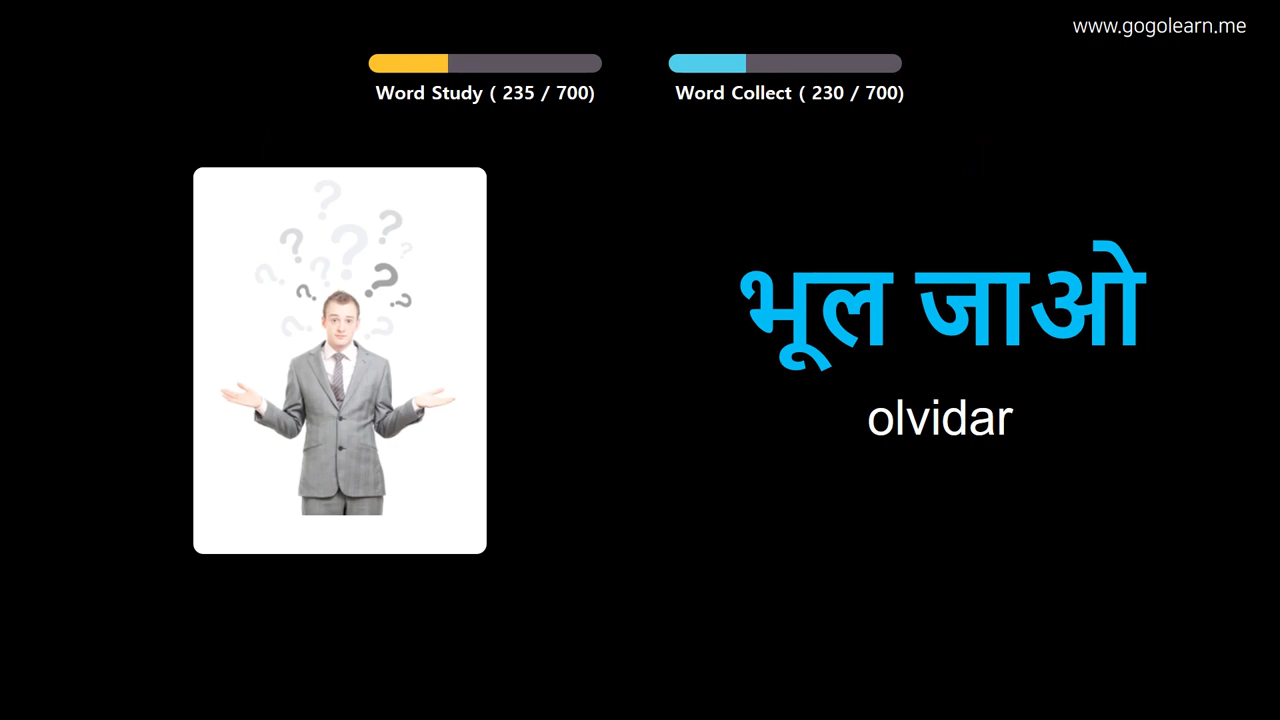 www.gogolearn.me
Word Study ( 235 / 700)
Word Collect ( 230 / 700)
भूल जाओ
olvidar